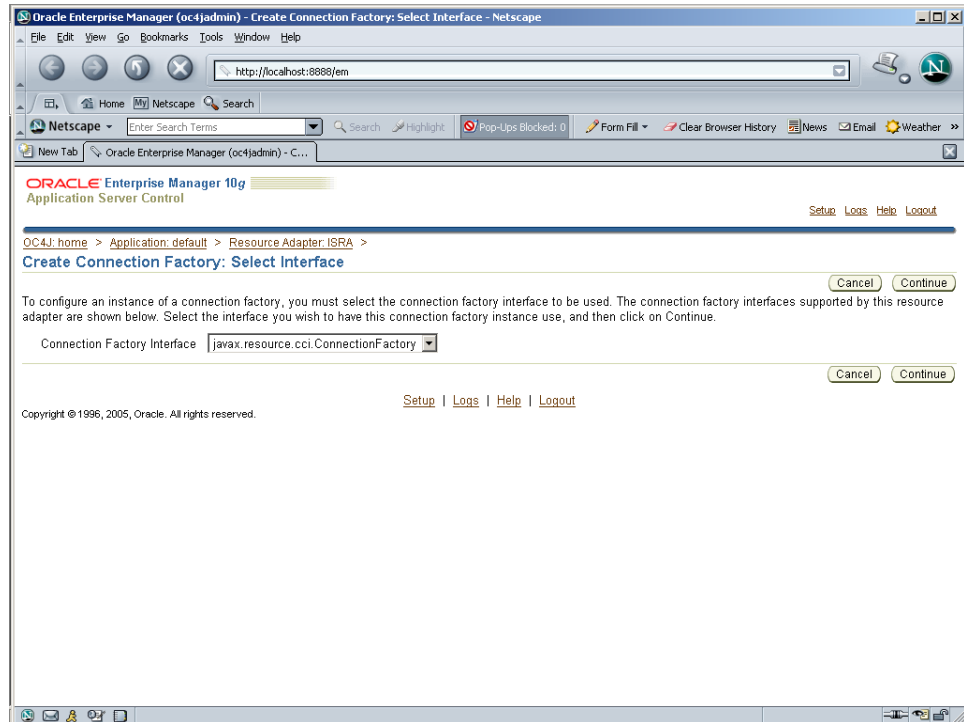 Oracle Enterprise Manager (oc4jadmin) - Create Connection Factory: Select Interface - Netscape
File Edit View Go Bookmarks Tools Window Help
http://localhost:8888/em
Home My Netscape Search
Netscape Enter Search Terms Search Highlight Pop-Ups Blocked: 0 Form Fill Clear Browser History News Email Weather »
New Tab Oracle Enterprise Manager (oc4jadmin) - C...
ORACLE Enterprise Manager 10g
Application Server Control
Setup Logs Help Logout
OC4J: home > Application: default > Resource Adapter: ISRA >
Create Connection Factory: Select Interface
Cancel Continue
To configure an instance of a connection factory, you must select the connection factory interface to be used. The connection factory interfaces supported by this resource
adapter are shown below. Select the interface you wish to have this connection factory instance use, and then click on Continue.
Connection Factory Interface javax.resource.cci.ConnectionFactory
Cancel Continue
Setup | Logs | Help | Logout
Copyright © 1996, 2005, Oracle. All rights reserved.